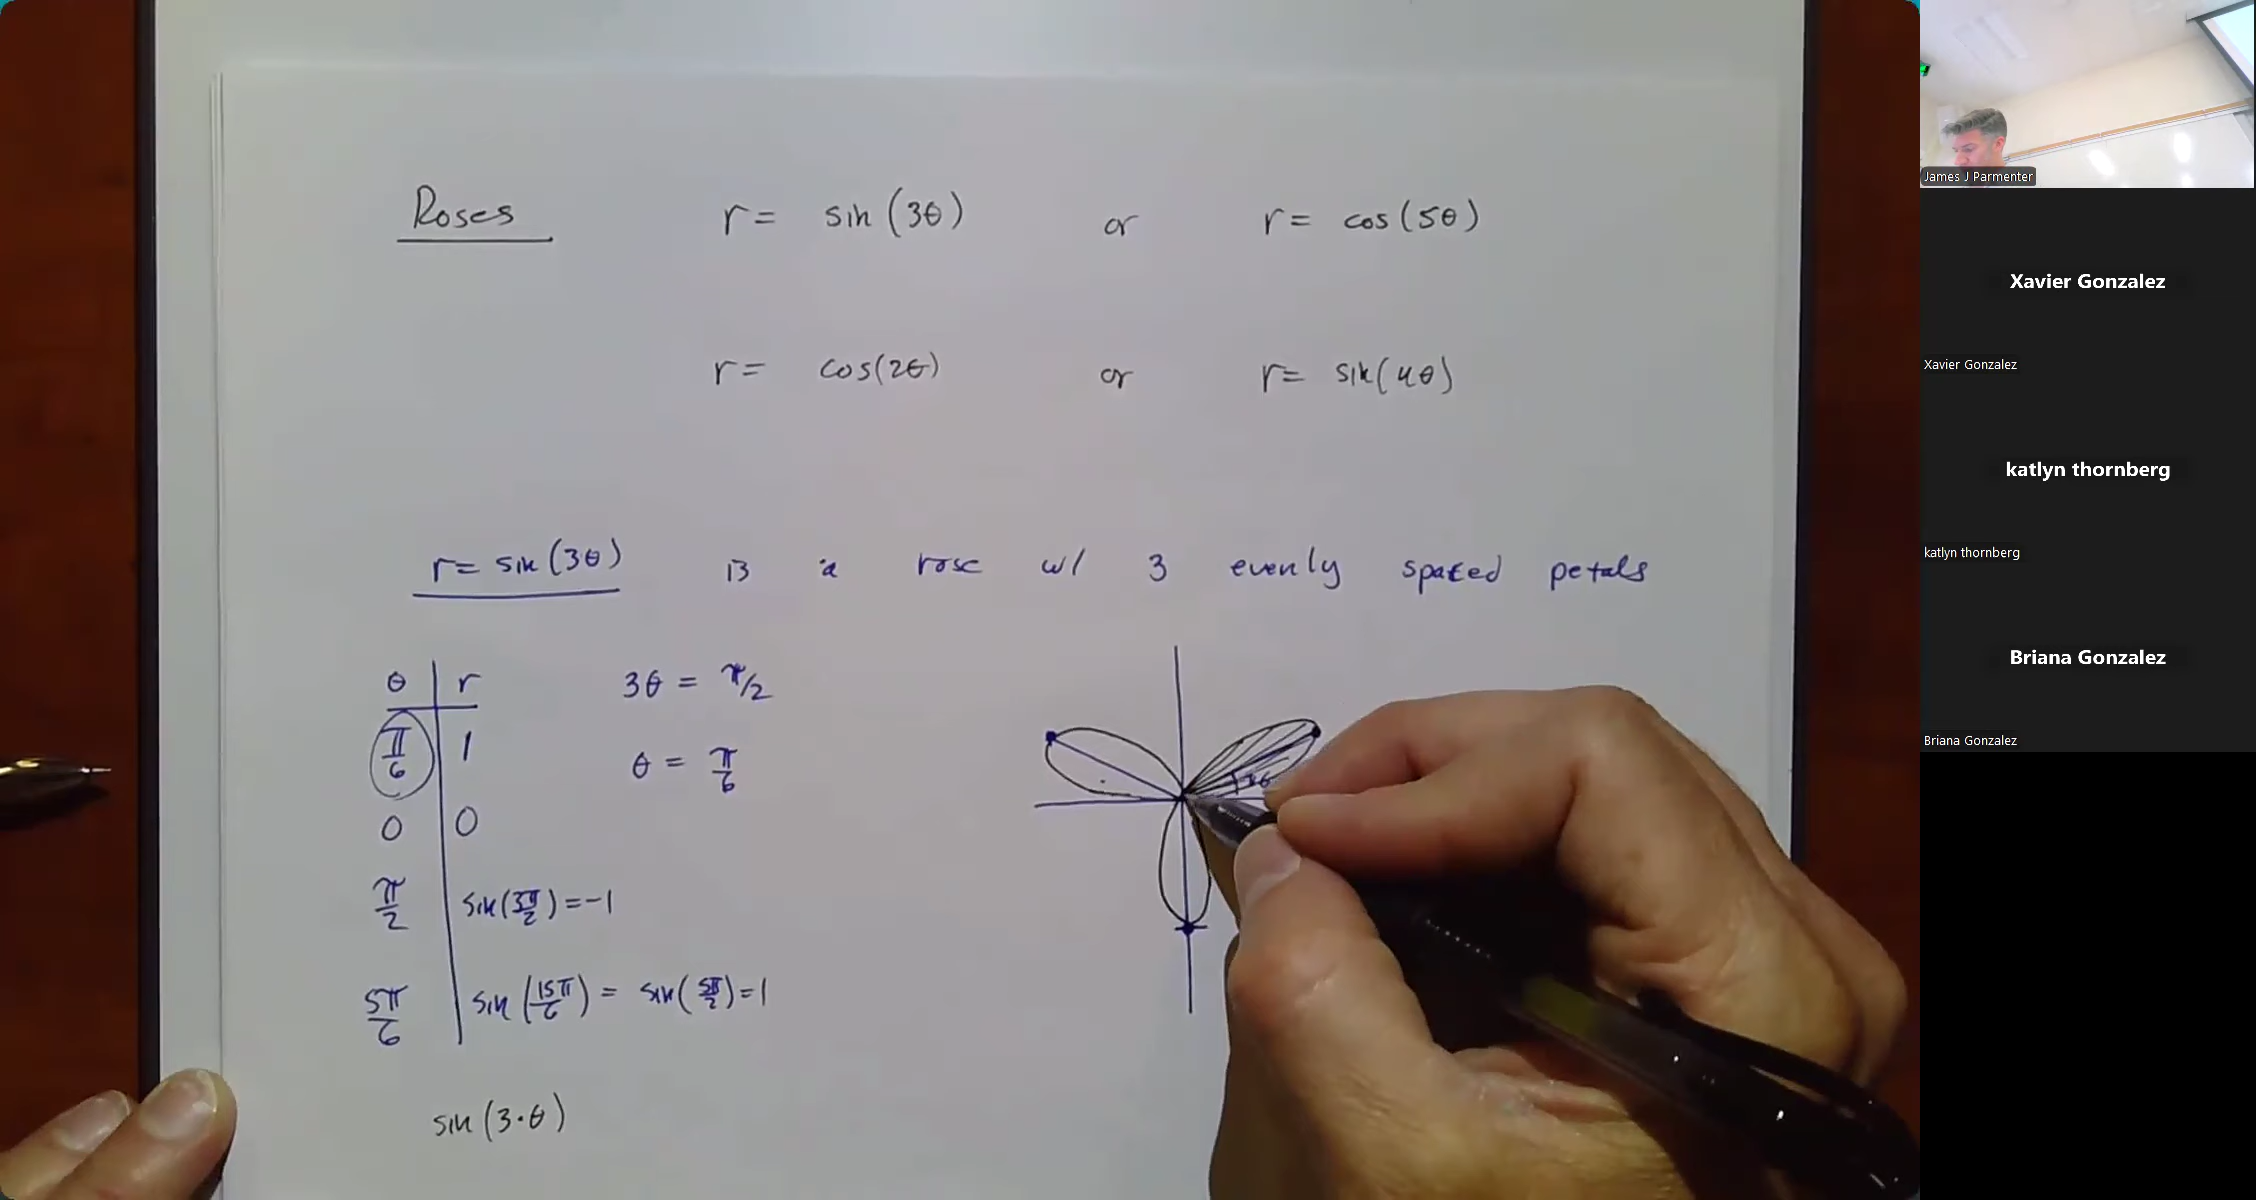 Roses r = sin(3θ) or r = cos(5θ)
r = cos(2θ) or r = sin(4θ)
r = sin(3θ) is a rose w/ 3 evenly spaced petals
θ r 3θ = π/2
π/6 1 θ = π/6
0 0
π/2 sin(3π/2) = -1
5π/6 sin(15π/6) = sin(5π/2) = 1
sin(3·θ)
James J Parmenter
Xavier Gonzalez
Xavier Gonzalez
katlyn thornberg
katlyn thornberg
Briana Gonzalez
Briana Gonzalez